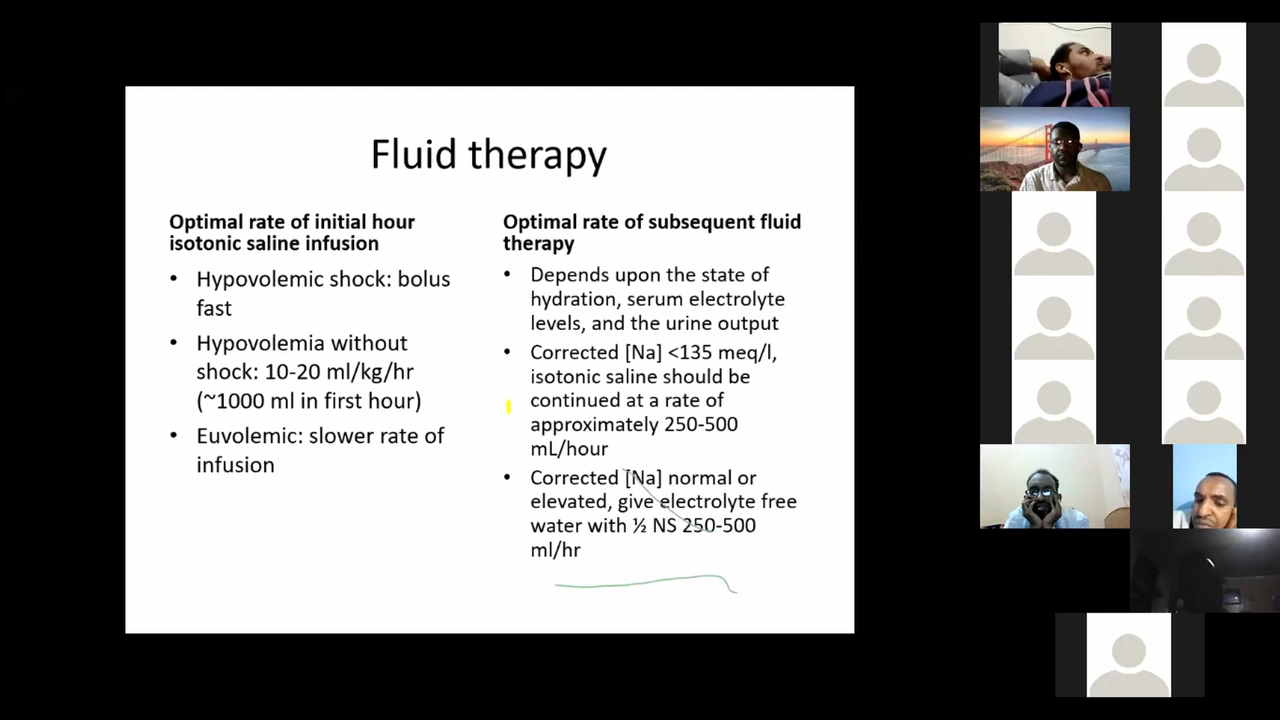 Fluid therapy
Optimal rate of initial hour
isotonic saline infusion
• Hypovolemic shock: bolus
fast
• Hypovolemia without
shock: 10-20 ml/kg/hr
(~1000 ml in first hour)
• Euvolemic: slower rate of
infusion
Optimal rate of subsequent fluid
therapy
• Depends upon the state of
hydration, serum electrolyte
levels, and the urine output
• Corrected [Na] <135 meq/l,
isotonic saline should be
continued at a rate of
approximately 250-500
mL/hour
• Corrected [Na] normal or
elevated, give electrolyte free
water with ½ NS 250-500
ml/hr